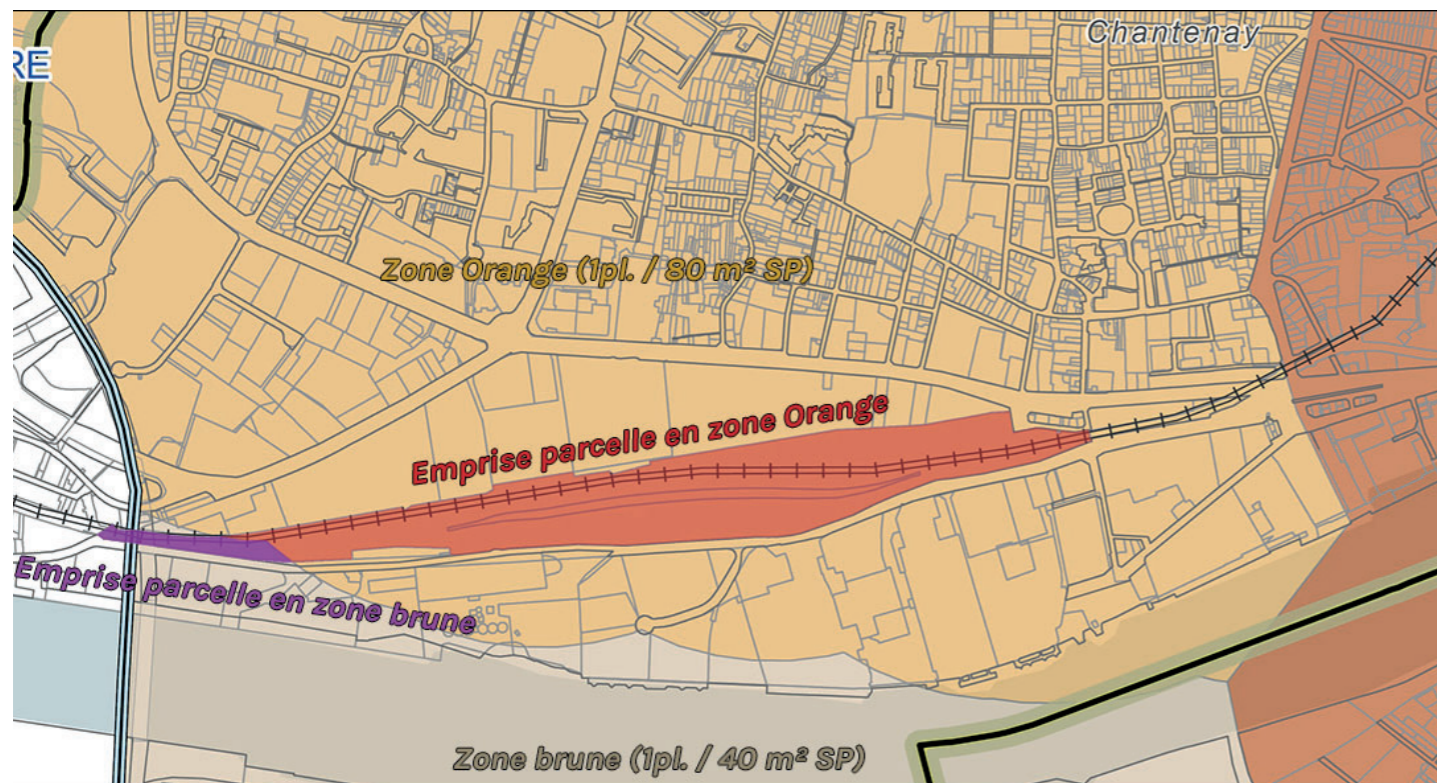 Chantenay
RE
Zone Orange (1pl. / 80 m² SP)
Emprise parcelle en zone Orange
Emprise parcelle en zone brune
Zone brune (1pl. / 40 m² SP)